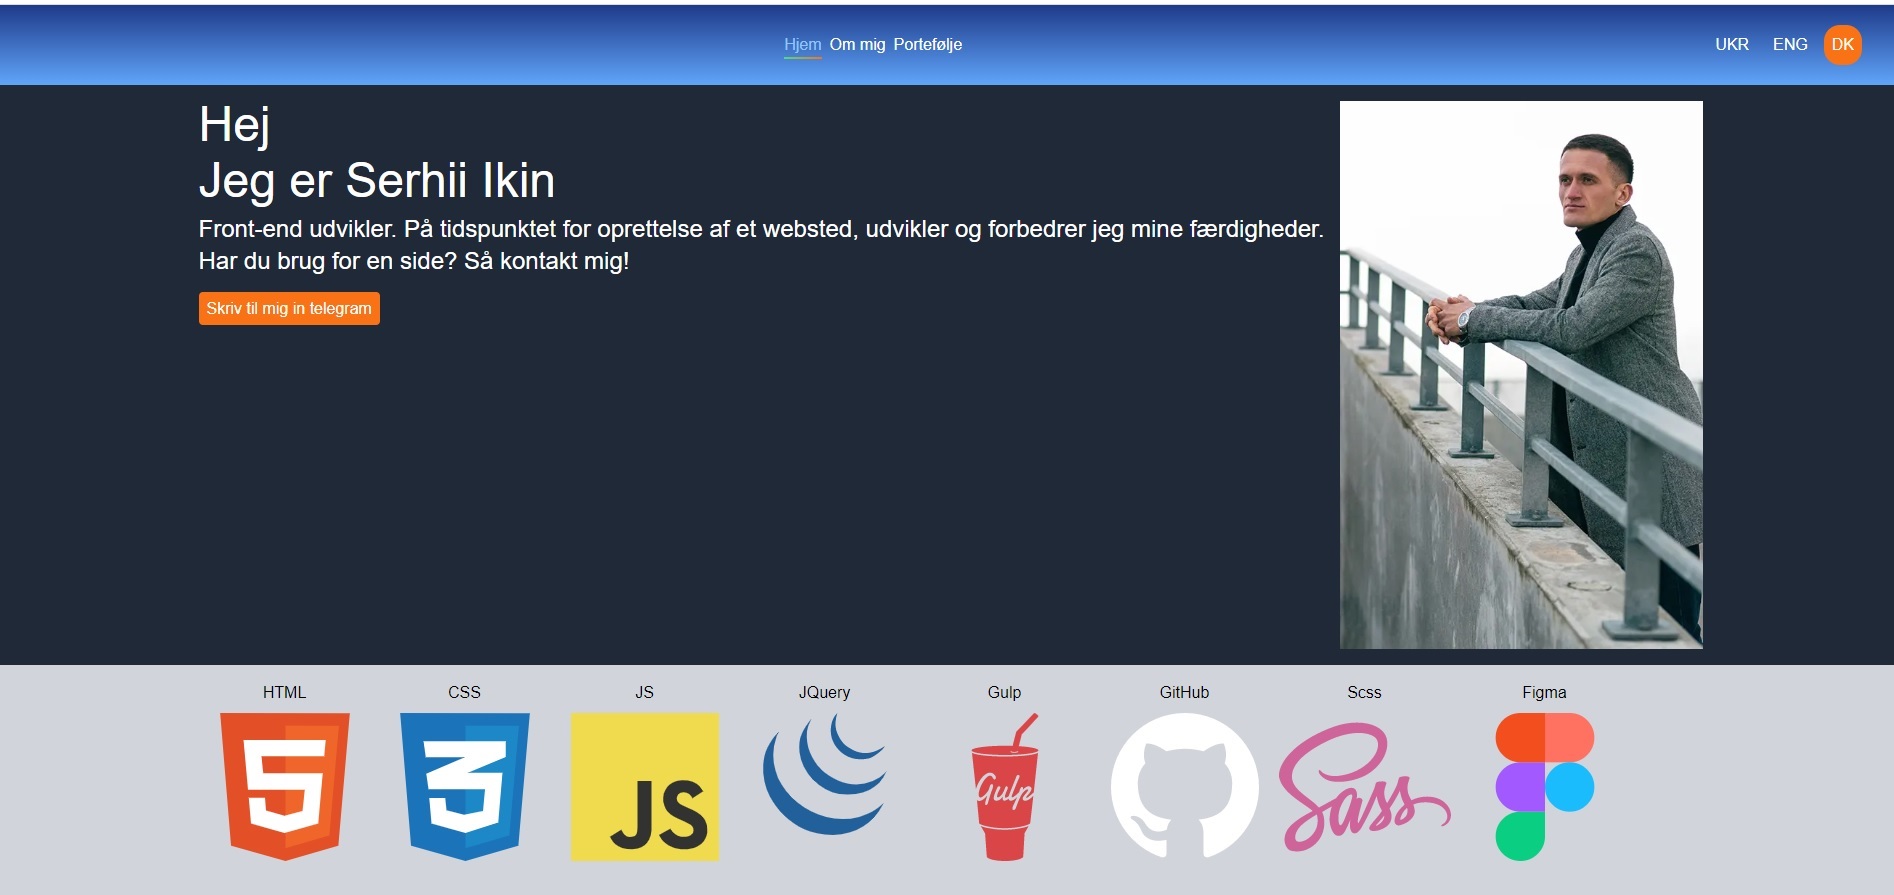 Hjem Om mig Portefølje
UKR ENG DK
Hej
Jeg er Serhii Ikin
Front-end udvikler. På tidspunktet for oprettelse af et websted, udvikler og forbedrer jeg mine færdigheder.
Har du brug for en side? Så kontakt mig!
Skriv til mig in telegram
HTML CSS JS JQuery Gulp GitHub Scss Figma
5 3 JS Gulp Sass